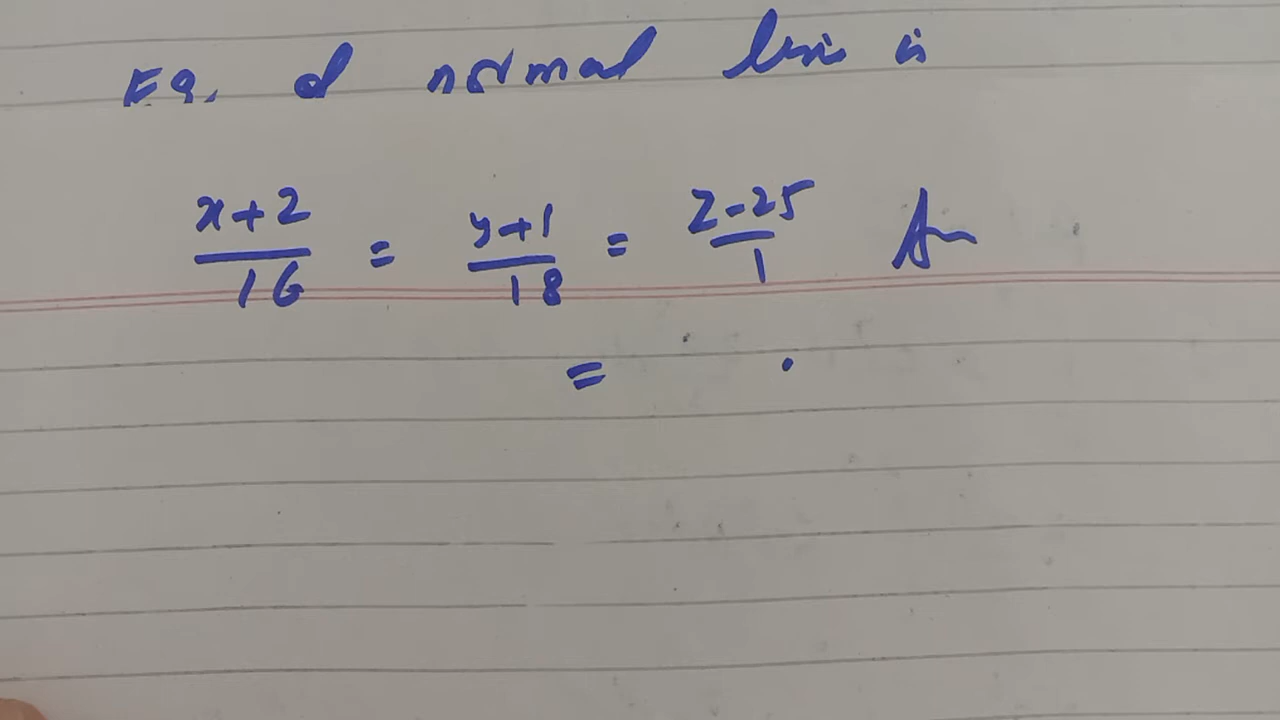 Eq. of normal line is
x+2/16 = y+1/18 = z-25/1 Ans
= .